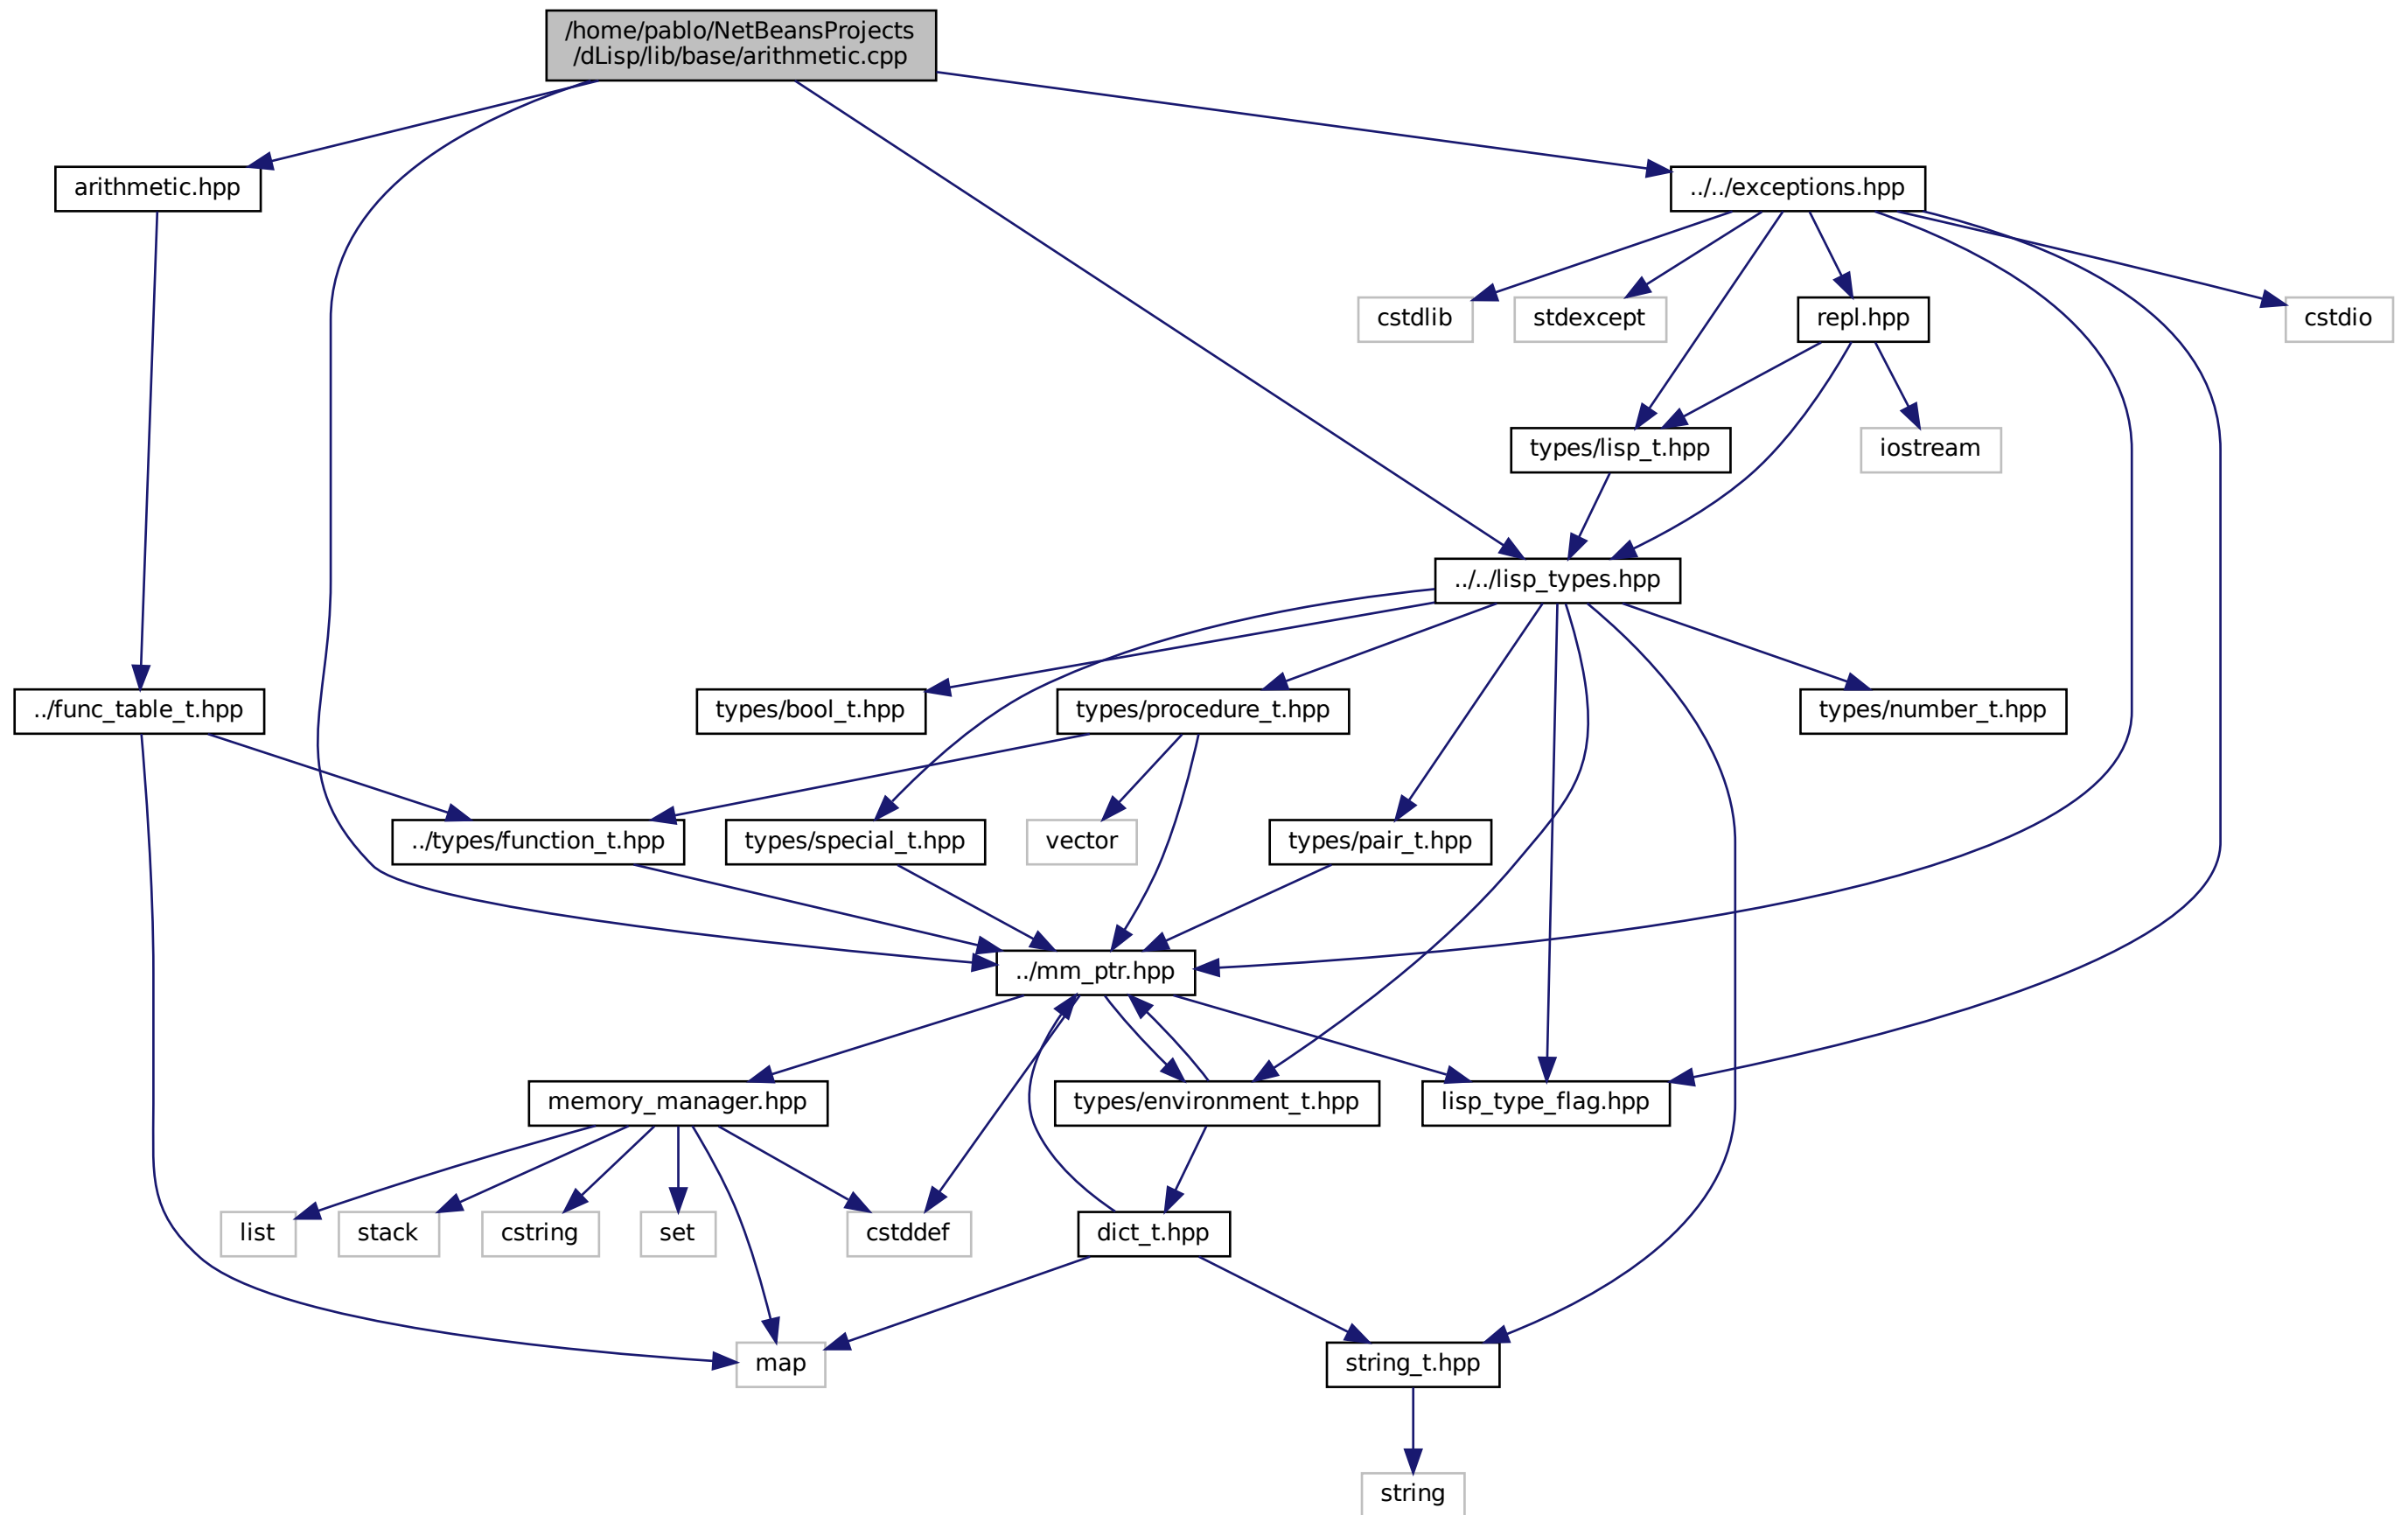 /home/pablo/NetBeansProjects
/dLisp/lib/base/arithmetic.cpp
arithmetic.hpp
../../exceptions.hpp
cstdlib
stdexcept
repl.hpp
cstdio
types/lisp_t.hpp
iostream
../../lisp_types.hpp
../func_table_t.hpp
types/bool_t.hpp
types/procedure_t.hpp
types/number_t.hpp
../types/function_t.hpp
types/special_t.hpp
vector
types/pair_t.hpp
../mm_ptr.hpp
memory_manager.hpp
types/environment_t.hpp
lisp_type_flag.hpp
list
stack
cstring
set
cstddef
dict_t.hpp
map
string_t.hpp
string